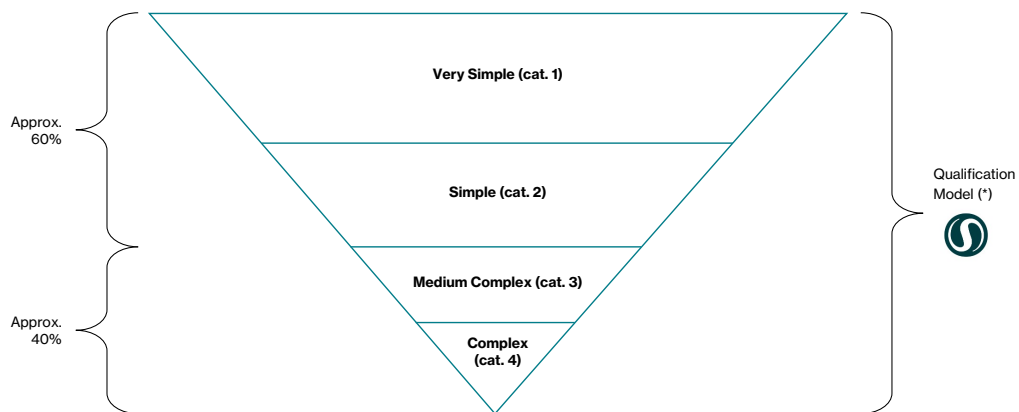 Very Simple (cat. 1)
Approx.
60%
Simple (cat. 2)
Qualification
Model (*)
Medium Complex (cat. 3)
Approx.
40%
Complex
(cat. 4)